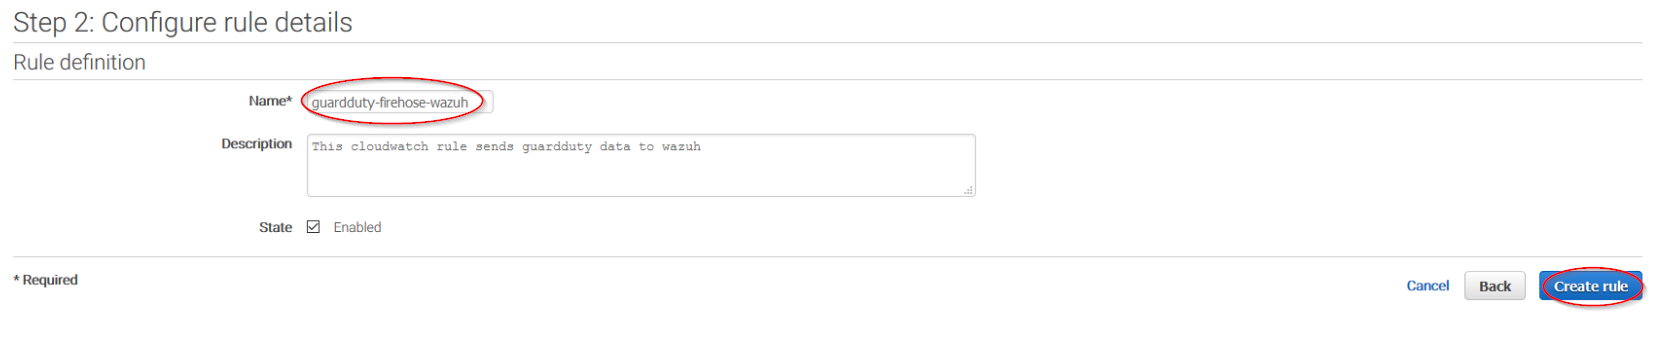 Step 2: Configure rule details
Rule definition
Name* guardduty-firehose-wazuh
Description This cloudwatch rule sends guardduty data to wazuh
State Enabled
* Required Cancel Back Create rule